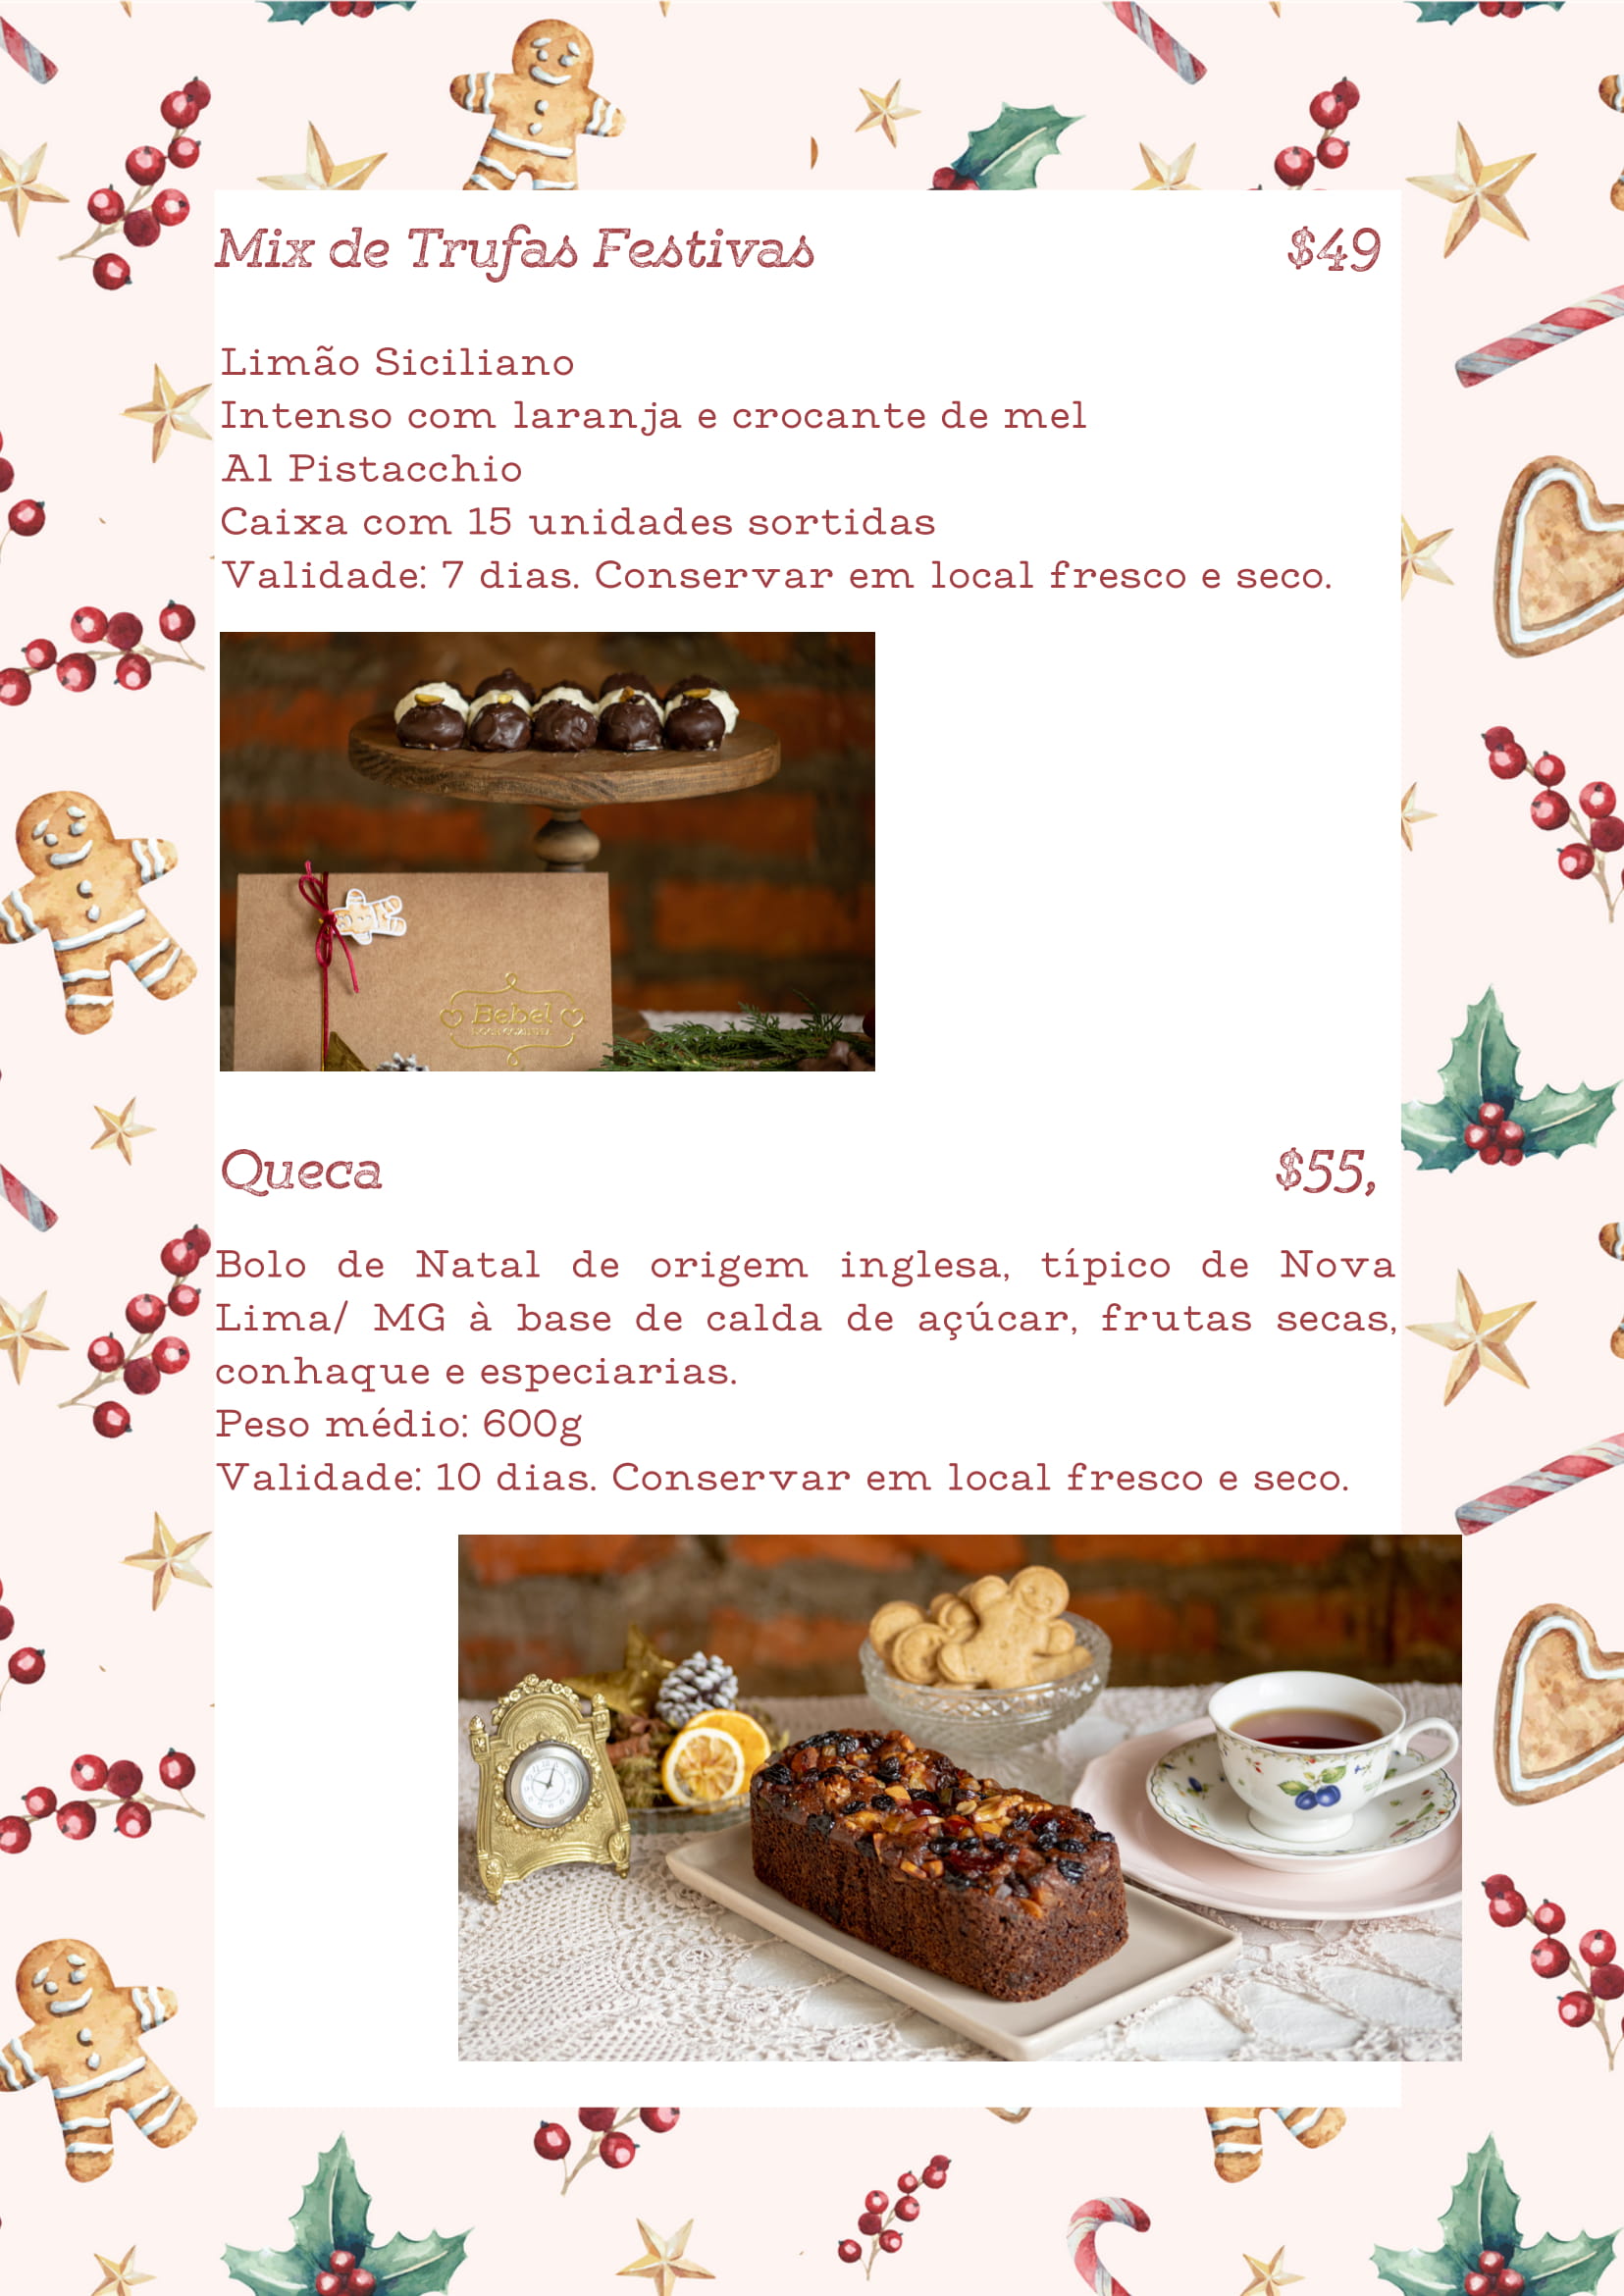 Mix de Trufas Festivas $49
Limão Siciliano
Intenso com laranja e crocante de mel
Al Pistacchio
Caixa com 15 unidades sortidas
Validade: 7 dias. Conservar em local fresco e seco.
Bebel
Queca $55,
Bolo de Natal de origem inglesa, típico de Nova
Lima/ MG à base de calda de açúcar, frutas secas,
conhaque e especiarias.
Peso médio: 600g
Validade: 10 dias. Conservar em local fresco e seco.